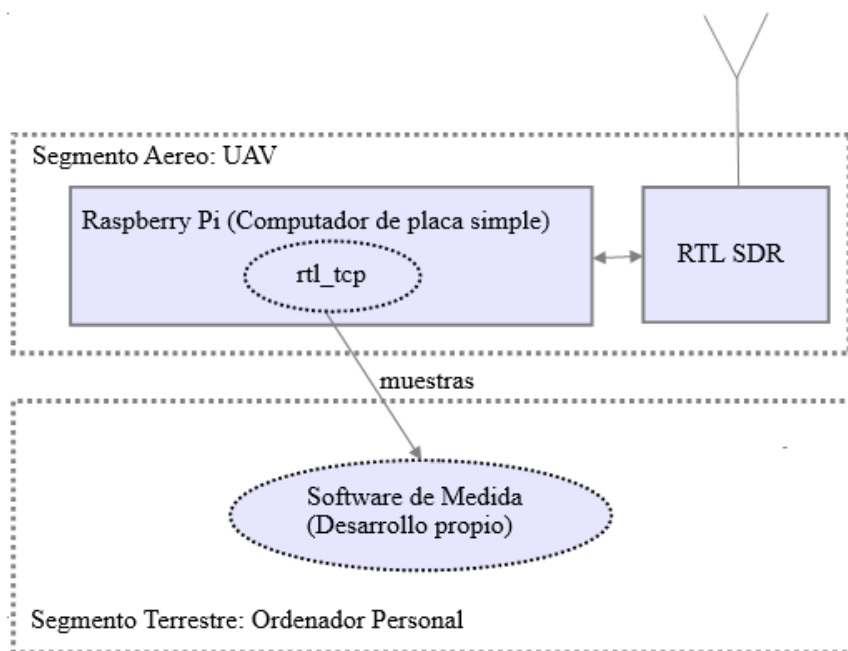 Segmento Aereo: UAV
Raspberry Pi (Computador de placa simple)
rtl_tcp
RTL SDR
muestras
Software de Medida
(Desarrollo propio)
Segmento Terrestre: Ordenador Personal